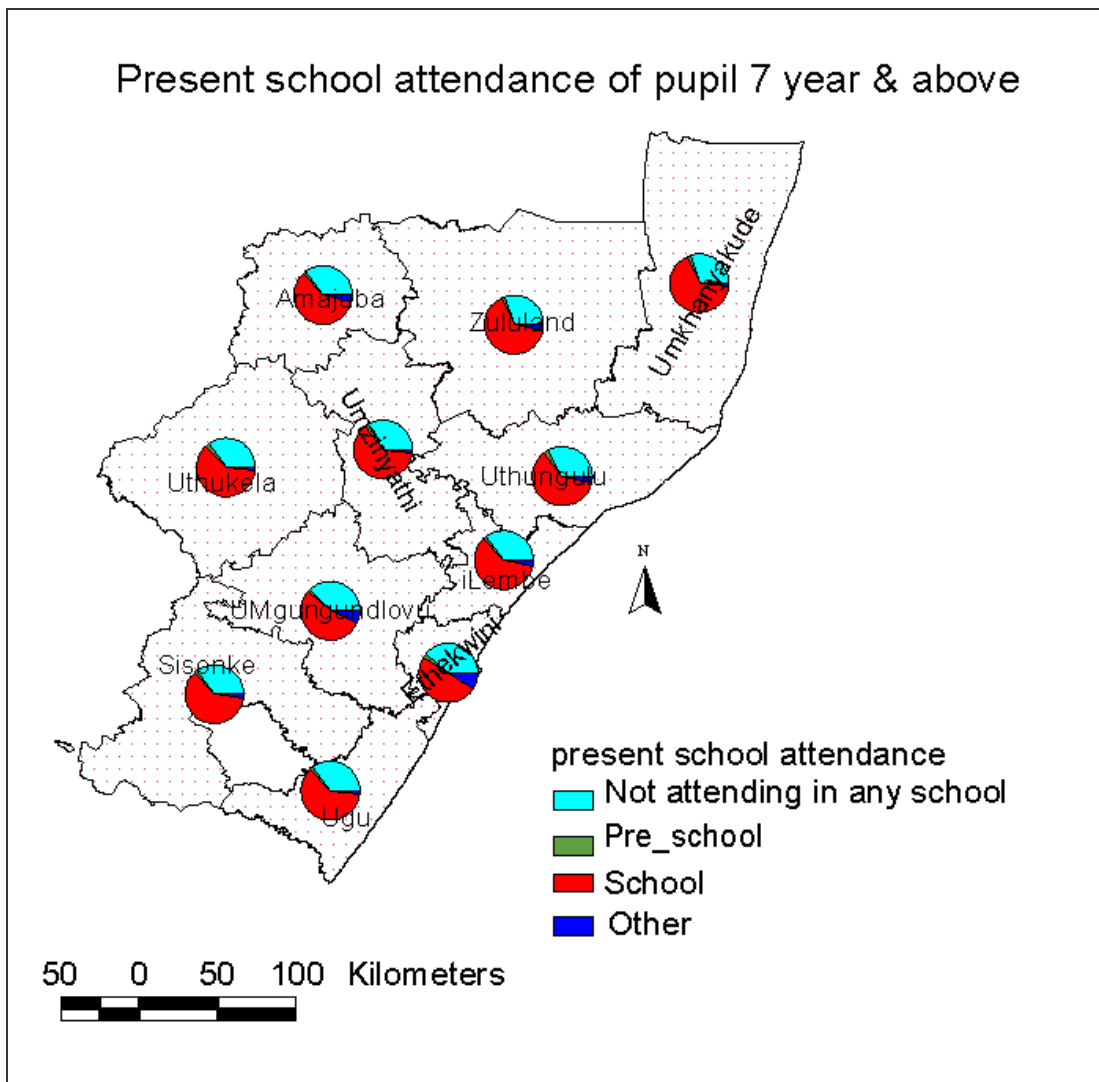 Present school attendance of pupil 7 year & above
Umkhanyakude
Amajuba
Zululand
Umzinyathi
Uthukela
Uthungulu
iLembe
UMgungundlovu
Ethekwini
Sisonke
Ugu
N
present school attendance
Not attending in any school
Pre_school
School
Other
50 0 50 100 Kilometers